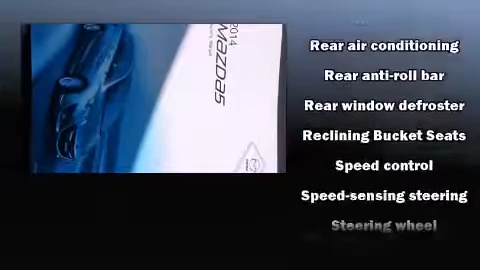 2014
MAZDA5
Rear air conditioning
Rear anti-roll bar
Rear window defroster
Reclining Bucket Seats
Speed control
Speed-sensing steering
Steering wheel